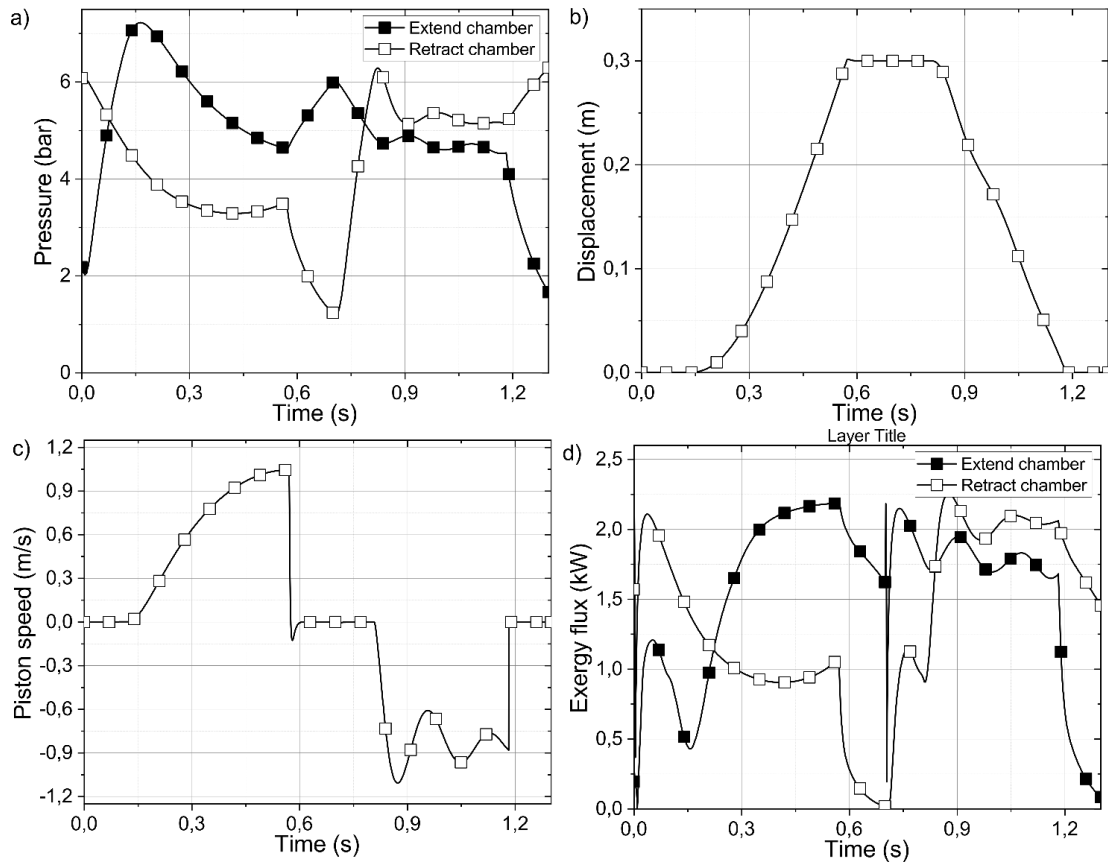 a)
Extend chamber
Retract chamber
Pressure (bar)
6
4
2
0
0,0 0,3 0,6 0,9 1,2
Time (s)
b)
Displacement (m)
0,3
0,2
0,1
0,0
0,0 0,3 0,6 0,9 1,2
Time (s)
c)
Piston speed (m/s)
1,2
0,9
0,6
0,3
0,0
-0,3
-0,6
-0,9
-1,2
0,0 0,3 0,6 0,9 1,2
Time (s)
Layer Title
d)
Extend chamber
Retract chamber
Exergy flux (kW)
2,5
2,0
1,5
1,0
0,5
0,0
0,0 0,3 0,6 0,9 1,2
Time (s)